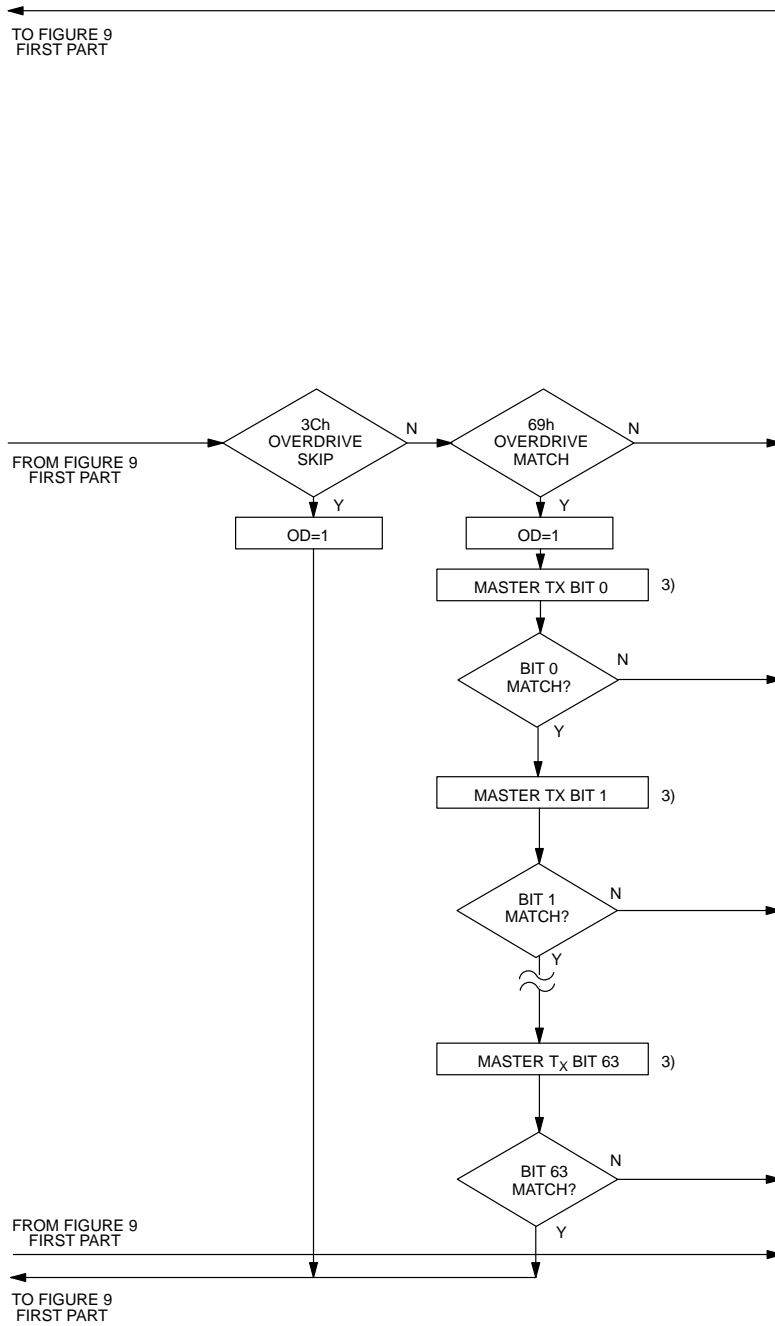 TO FIGURE 9
FIRST PART
3Ch
OVERDRIVE
SKIP
N
69h
OVERDRIVE
MATCH
N
FROM FIGURE 9
FIRST PART
Y
Y
OD=1
OD=1
MASTER TX BIT 0
3)
BIT 0
MATCH?
N
Y
MASTER TX BIT 1
3)
BIT 1
MATCH?
N
Y
MASTER TX BIT 63
3)
BIT 63
MATCH?
N
Y
FROM FIGURE 9
FIRST PART
TO FIGURE 9
FIRST PART